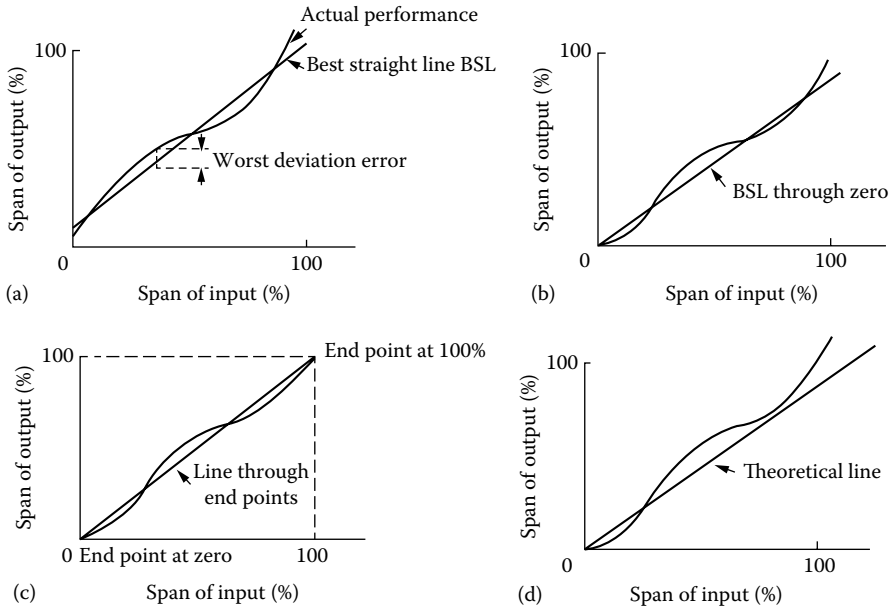 Actual performance
100
Best straight line BSL
Worst deviation error
Span of output (%)
0
100
Span of input (%)
(a)
100
BSL through zero
Span of output (%)
0
100
Span of input (%)
(b)
100
End point at 100%
Line through
end points
Span of output (%)
0 End point at zero
100
Span of input (%)
(c)
100
Theoretical line
Span of output (%)
0
100
Span of input (%)
(d)